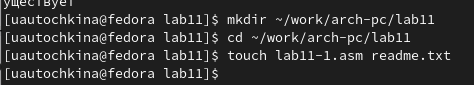 уществует
[uautochkina@fedora lab11]$ mkdir ~/work/arch-pc/lab11
[uautochkina@fedora lab11]$ cd ~/work/arch-pc/lab11
[uautochkina@fedora lab11]$ touch lab11-1.asm readme.txt
[uautochkina@fedora lab11]$